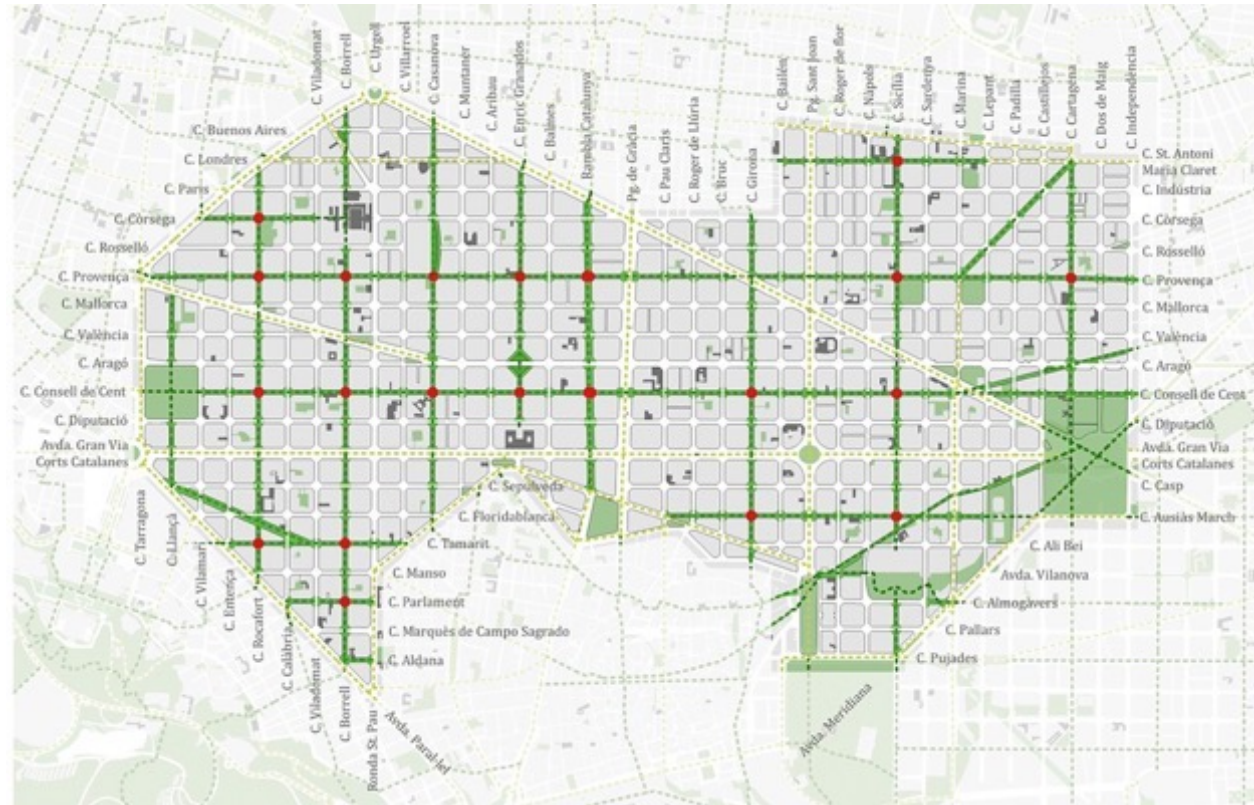 C. Viladomat
C. Borrell
C. Urgell
C. Villarroel
C. Casanova
C. Muntaner
C. Aribau
C. Enric Granados
C. Balmes
Rambla Catalunya
Pg. de Gràcia
C. Pau Claris
C. Roger de Llúria
C. Bruc
C. Girona
C. Bailén
Pg. Sant Joan
C. Roger de flor
C. Nàpols
C. Sicília
C. Sardenya
C. Marina
C. Lepant
C. Padilla
C. Castillejos
C. Cartagena
C. Dos de Maig
C. Independència
C. Buenos Aires
C. Londres
C. París
C. Còrsega
C. Rosselló
C. Provença
C. Mallorca
C. València
C. Aragó
C. Consell de Cent
C. Diputació
Avda. Gran Via
Corts Catalanes
C. St. Antoni
Maria Claret
C. Indústria
C. Còrsega
C. Rosselló
C. Provença
C. Mallorca
C. València
C. Aragó
C. Consell de Cent
C. Diputació
Avda. Gran Via
Corts Catalanes
C. Casp
C. Ausiàs March
C. Ali Bei
Avda. Vilanova
C. Almogàvers
C. Pallars
C. Pujades
Avda. Meridiana
C. Sepúlveda
C. Floridablanca
C. Tamarit
C. Manso
C. Parlament
C. Marquès de Campo Sagrado
C. Aldana
C. Tarragona
C. Llançà
C. Vilamarí
C. Entença
C. Rocafort
C. Calàbria
C. Viladomat
C. Borrell
Ronda St. Pau
Avda. Paral·lel